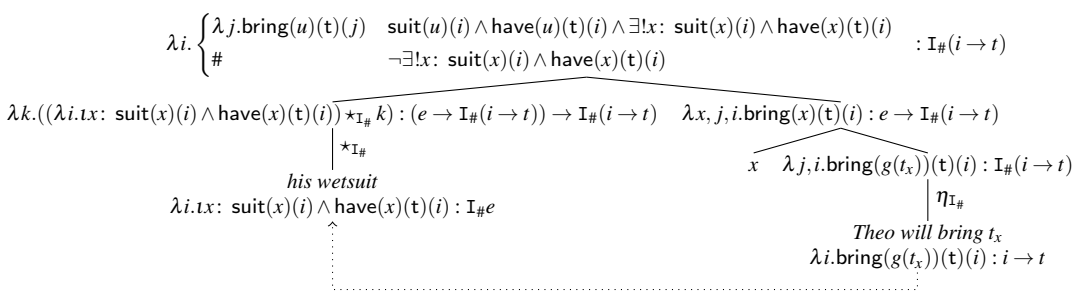 λi. { λj.bring(u)(t)(j) suit(u)(i) ∧ have(u)(t)(i) ∧ ∃!x: suit(x)(i) ∧ have(x)(t)(i)
# ¬∃!x: suit(x)(i) ∧ have(x)(t)(i)
: I#(i → t)
λk.((λi.ιx: suit(x)(i) ∧ have(x)(t)(i)) ⋆I# k) : (e → I#(i → t)) → I#(i → t) λx, j,i.bring(x)(t)(i) : e → I#(i → t)
⋆I#
x λj,i.bring(g(tx))(t)(i) : I#(i → t)
his wetsuit
ηI#
λi.ιx: suit(x)(i) ∧ have(x)(t)(i) : I#e
Theo will bring tx
λi.bring(g(tx))(t)(i) : i → t